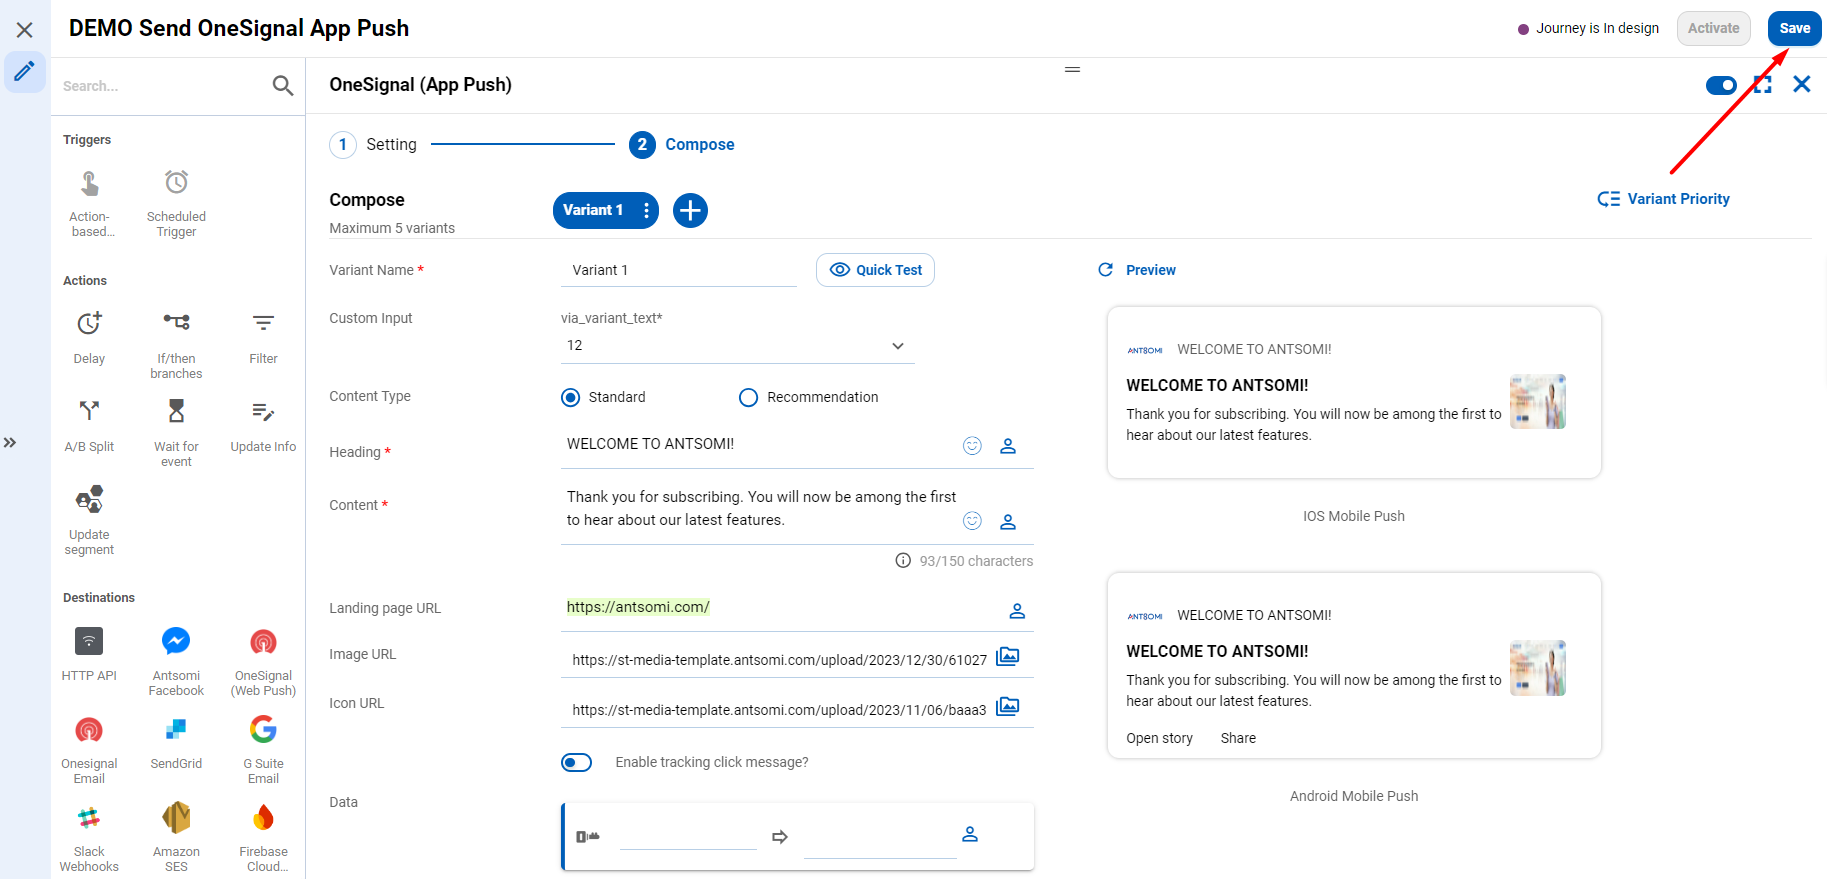 DEMO Send OneSignal App Push
Journey is In design
Activate
Save
Search...
OneSignal (App Push)
1 Setting
2 Compose
Triggers
Action-
based...
Scheduled
Trigger
Compose
Maximum 5 variants
Variant 1
Variant Priority
Actions
Delay
If/then
branches
Filter
A/B Split
Wait for
event
Update Info
Update
segment
Destinations
HTTP API
Antsomi
Facebook
OneSignal
(Web Push)
Onesignal
Email
SendGrid
G Suite
Email
Slack
Webhooks
Amazon
SES
Firebase
Cloud...
Variant Name *
Variant 1
Quick Test
Custom Input
via_variant_text*
12
Content Type
Standard
Recommendation
Heading *
WELCOME TO ANTSOMI!
Content *
Thank you for subscribing. You will now be among the first
to hear about our latest features.
93/150 characters
Landing page URL
https://antsomi.com/
Image URL
https://st-media-template.antsomi.com/upload/2023/12/30/61027
Icon URL
https://st-media-template.antsomi.com/upload/2023/11/06/baaa3
Enable tracking click message?
Data
Preview
ANTSOMI
WELCOME TO ANTSOMI!
WELCOME TO ANTSOMI!
Thank you for subscribing. You will now be among the first to
hear about our latest features.
IOS Mobile Push
ANTSOMI
WELCOME TO ANTSOMI!
WELCOME TO ANTSOMI!
Thank you for subscribing. You will now be among the first to
hear about our latest features.
Open story
Share
Android Mobile Push